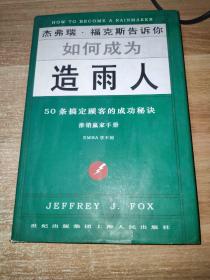 HOW TO BECOME A RAINMAKER
杰弗瑞·福克斯告诉你
如何成为
造雨人
50条搞定顾客的成功秘诀
推销赢家手册
JEFFREY J. FOX
世纪出版集团上海人民出版社